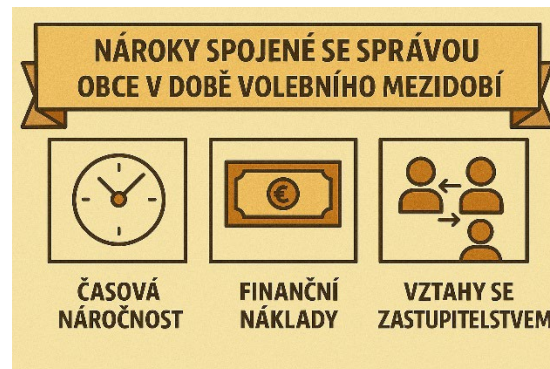 NÁROKY SPOJENÉ SE SPRÁVOU
OBCE V DOBĚ VOLEBNÍHO MEZIDOBÍ
€
ČASOVÁ
NÁROČNOST
FINANČNÍ
NÁKLADY
VZTAHY SE
ZASTUPITELSTVEM